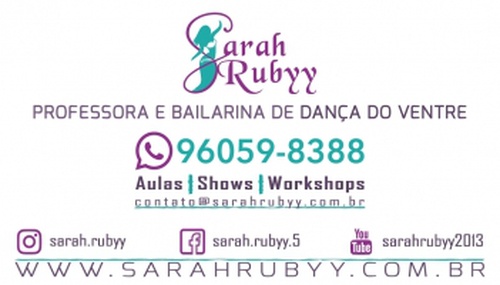 Sarah
Rubyy
PROFESSORA E BAILARINA DE DANÇA DO VENTRE
96059-8388
Aulas | Shows | Workshops
contato@sarahrubyy.com.br
sarah.rubyy sarah.rubyy.5 You Tube sarahrubyy2013
WWW.SARAHRUBYY.COM.BR